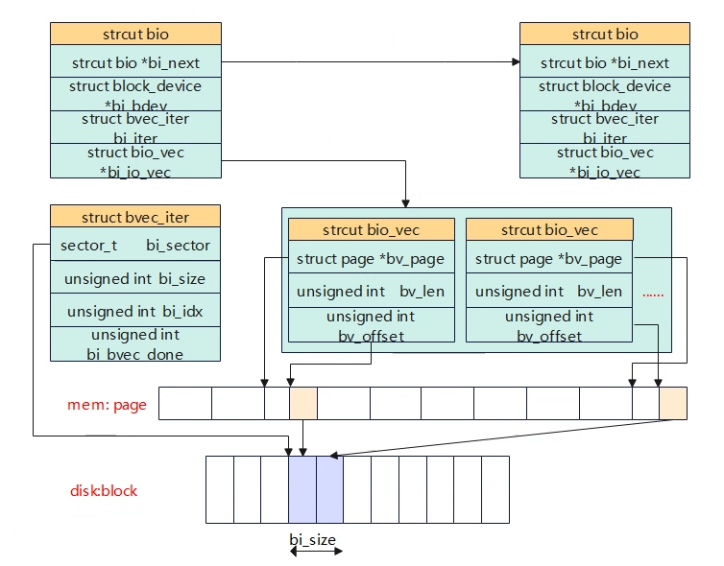 strcut bio
strcut bio *bi_next
struct block_device
*bi_bdev
struct bvec_iter
bi_iter
struct bio_vec
*bi_io_vec
strcut bio
strcut bio *bi_next
struct block_device
*bi_bdev
struct bvec_iter
bi_iter
struct bio_vec
*bi_io_vec
struct bvec_iter
sector_t bi_sector
unsigned int bi_size
unsigned int bi_idx
unsigned int
bi_bvec_done
strcut bio_vec
struct page *bv_page
unsigned int bv_len
unsigned int
bv_offset
strcut bio_vec
struct page *bv_page
unsigned int bv_len
unsigned int
bv_offset
......
mem: page
disk:block
bi_size